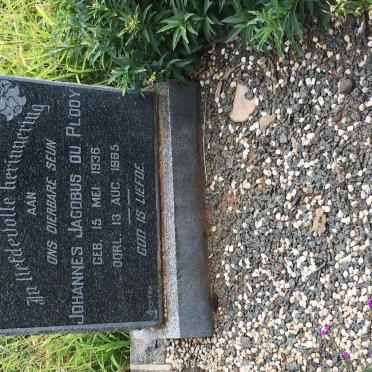 In liefdevolle herinnering
AAN
ONS DIERBARE SEUN
JOHANNES JACOBUS DU PLOOY
GEB. 15 MEI 1936
OORL. 13 AUG. 1965
GOD IS LIEFDE.